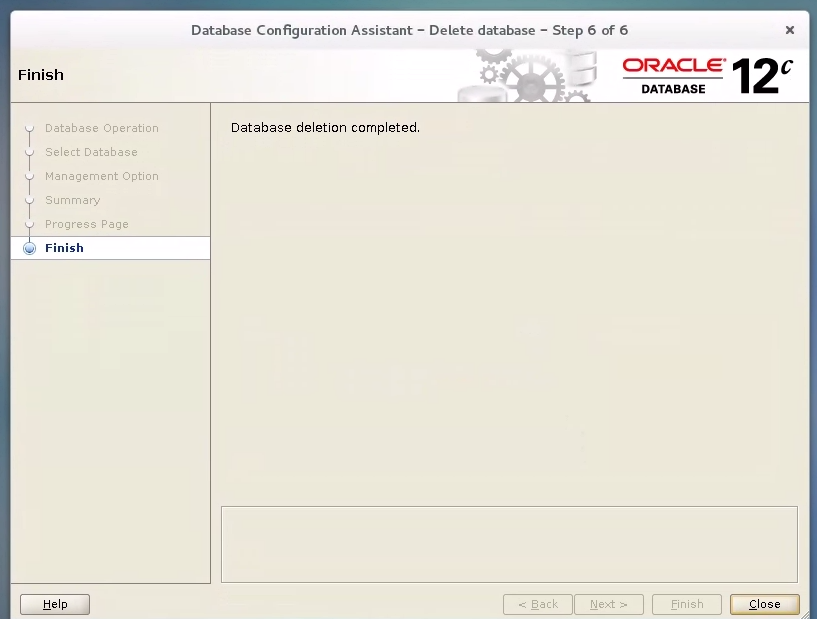 Database Configuration Assistant – Delete database – Step 6 of 6
×
Finish
ORACLE
DATABASE
12c
Database Operation
Select Database
Management Option
Summary
Progress Page
Finish
Database deletion completed.
Help
< Back
Next >
Finish
Close